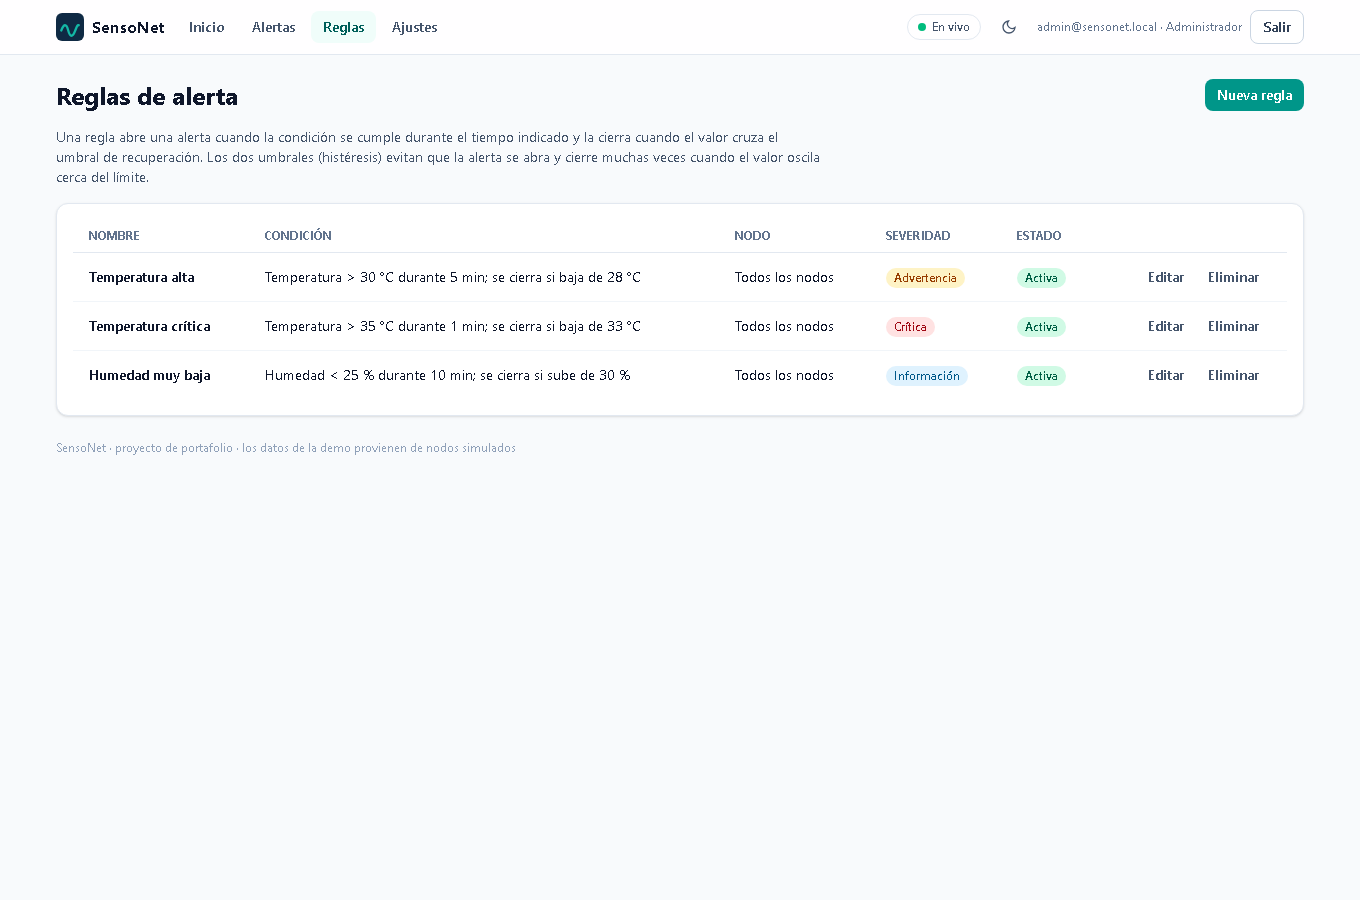 SensoNet Inicio Alertas Reglas Ajustes En vivo admin@sensonet.local · Administrador Salir
Reglas de alerta Nueva regla
Una regla abre una alerta cuando la condición se cumple durante el tiempo indicado y la cierra cuando el valor cruza el
umbral de recuperación. Los dos umbrales (histéresis) evitan que la alerta se abra y cierre muchas veces cuando el valor oscila
cerca del límite.
NOMBRE CONDICIÓN NODO SEVERIDAD ESTADO
Temperatura alta Temperatura > 30 °C durante 5 min; se cierra si baja de 28 °C Todos los nodos Advertencia Activa Editar Eliminar
Temperatura crítica Temperatura > 35 °C durante 1 min; se cierra si baja de 33 °C Todos los nodos Crítica Activa Editar Eliminar
Humedad muy baja Humedad < 25 % durante 10 min; se cierra si sube de 30 % Todos los nodos Información Activa Editar Eliminar
SensoNet · proyecto de portafolio · los datos de la demo provienen de nodos simulados